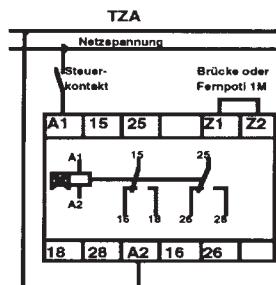 TZA
Netzspannung
Steuer-
kontakt
Brücke oder
Fernpoti 1M
A1 15 25 Z1 Z2
A1
15
25
A2
16 18 26 28
18 28 A2 16 26